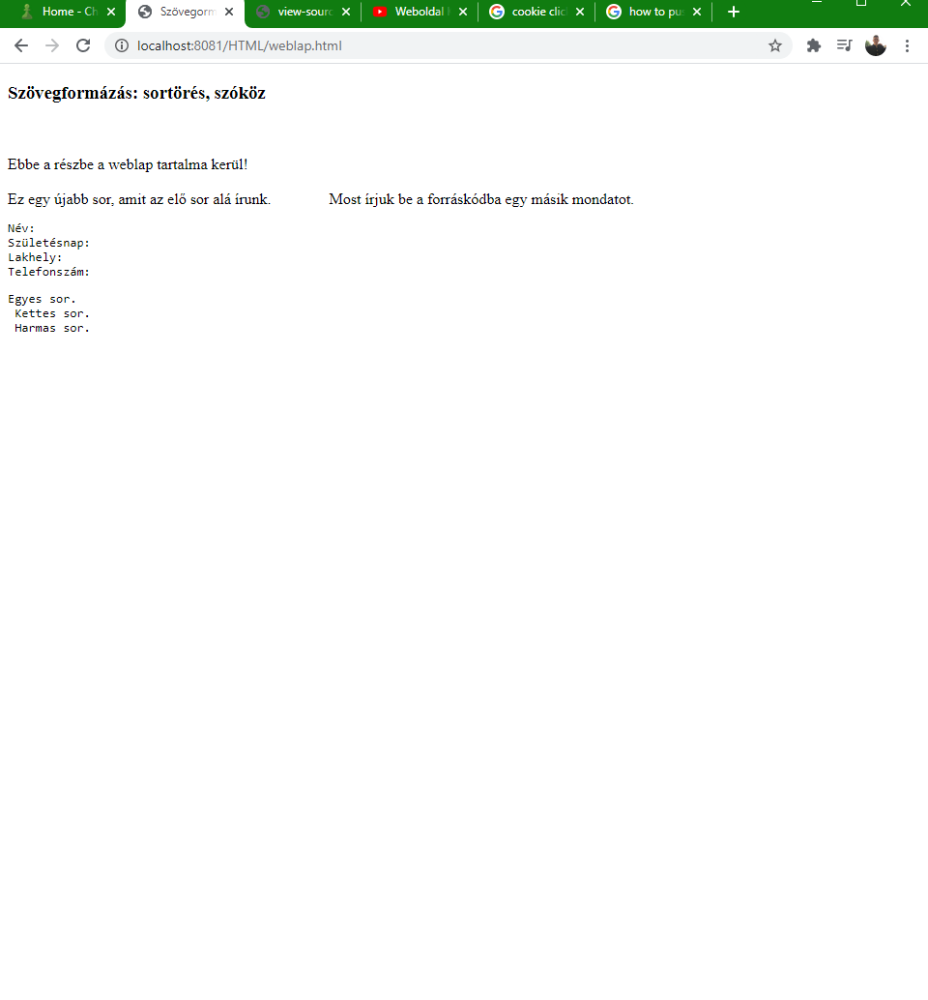 Home - Ch
Szövegorm
view-sourc
Weboldal
cookie clic
how to pu
localhost:8081/HTML/weblap.html
Szövegformázás: sortörés, szóköz
Ebbe a részbe a weblap tartalma kerül!
Ez egy újabb sor, amit az elő sor alá írunk. Most írjuk be a forráskódba egy másik mondatot.
Név:
Születésnap:
Lakhely:
Telefonszám:
Egyes sor.
Kettes sor.
Harmas sor.